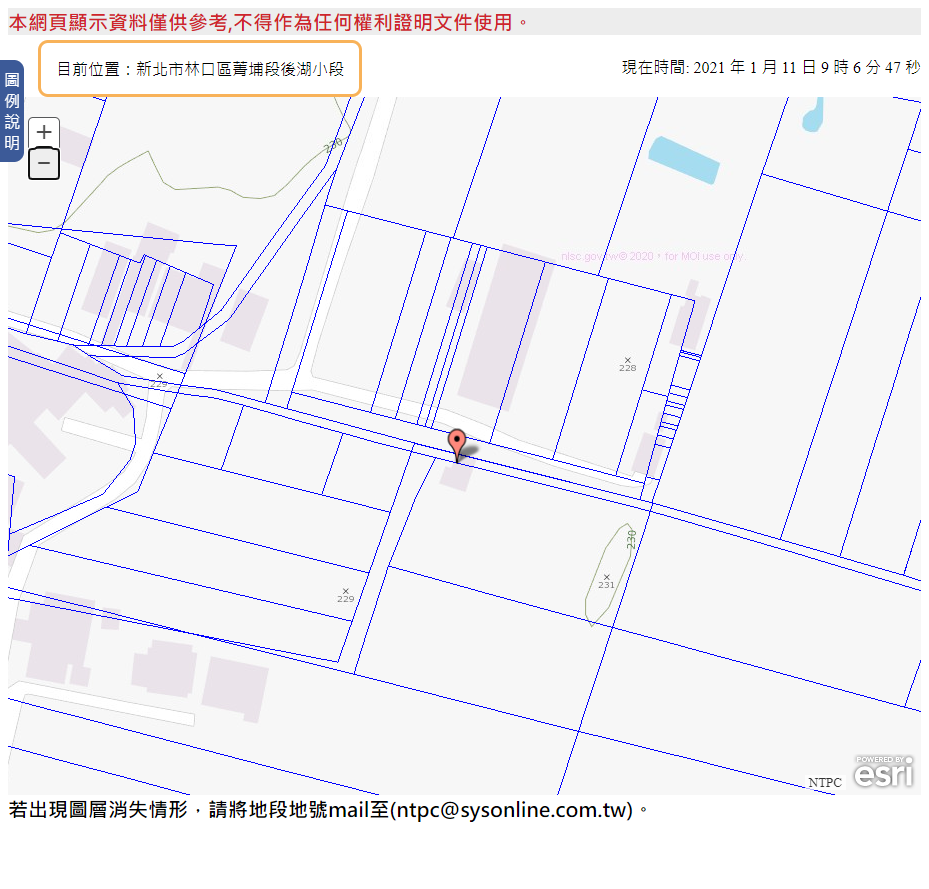 本網頁顯示資料僅供參考,不得作為任何權利證明文件使用。
目前位置：新北市林口區菁埔段後湖小段
現在時間: 2021 年 1 月 11 日 9 時 6 分 47 秒
圖例說明
+
−
230
nlsc.gov.tw© 2020，for MOI use only.
228
229
230
231
229
POWERED BY
esri
NTPC
若出現圖層消失情形，請將地段地號mail至(ntpc@sysonline.com.tw)。